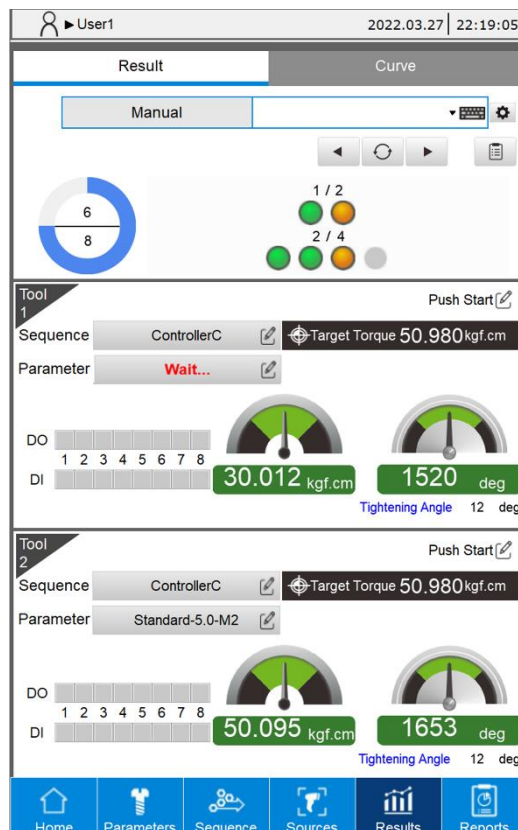 User1 2022.03.27 22:19:05
Result Curve
Manual
6
8
1 / 2
2 / 4
Tool
1
Push Start
Sequence ControllerC Target Torque 50.980 kgf.cm
Parameter Wait...
DO
1 2 3 4 5 6 7 8
DI
30.012 kgf.cm 1520 deg
Tightening Angle 12 deg
Tool
2
Push Start
Sequence ControllerC Target Torque 50.980 kgf.cm
Parameter Standard-5.0-M2
DO
1 2 3 4 5 6 7 8
DI
50.095 kgf.cm 1653 deg
Tightening Angle 12 deg
Home Parameters Sequence Sources Results Reports